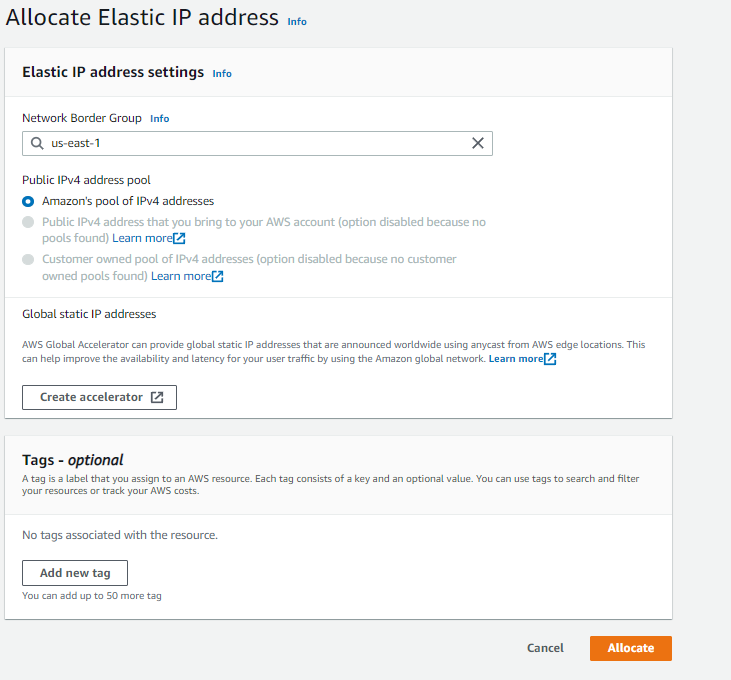 Allocate Elastic IP address Info
Elastic IP address settings Info
Network Border Group Info
us-east-1
Public IPv4 address pool
Amazon's pool of IPv4 addresses
Public IPv4 address that you bring to your AWS account (option disabled because no
pools found) Learn more
Customer owned pool of IPv4 addresses (option disabled because no customer
owned pools found) Learn more
Global static IP addresses
AWS Global Accelerator can provide global static IP addresses that are announced worldwide using anycast from AWS edge locations. This
can help improve the availability and latency for your user traffic by using the Amazon global network. Learn more
Create accelerator
Tags - optional
A tag is a label that you assign to an AWS resource. Each tag consists of a key and an optional value. You can use tags to search and filter
your resources or track your AWS costs.
No tags associated with the resource.
Add new tag
You can add up to 50 more tag
Cancel Allocate